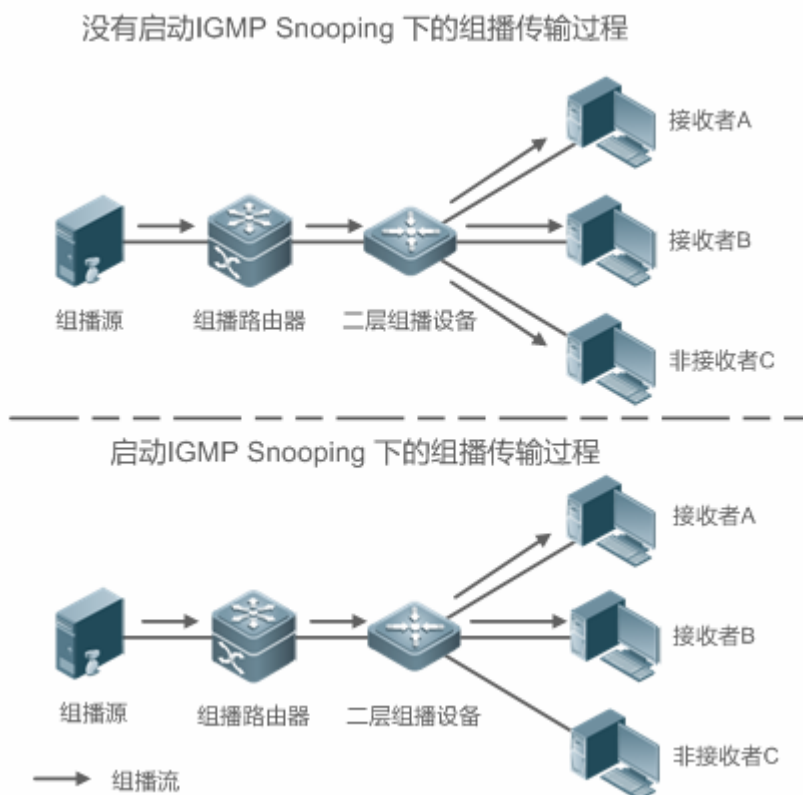 没有启动IGMP Snooping 下的组播传输过程
接收者A
接收者B
组播源
组播路由器
二层组播设备
非接收者C
启动IGMP Snooping 下的组播传输过程
接收者A
接收者B
组播源
组播路由器
二层组播设备
非接收者C
组播流